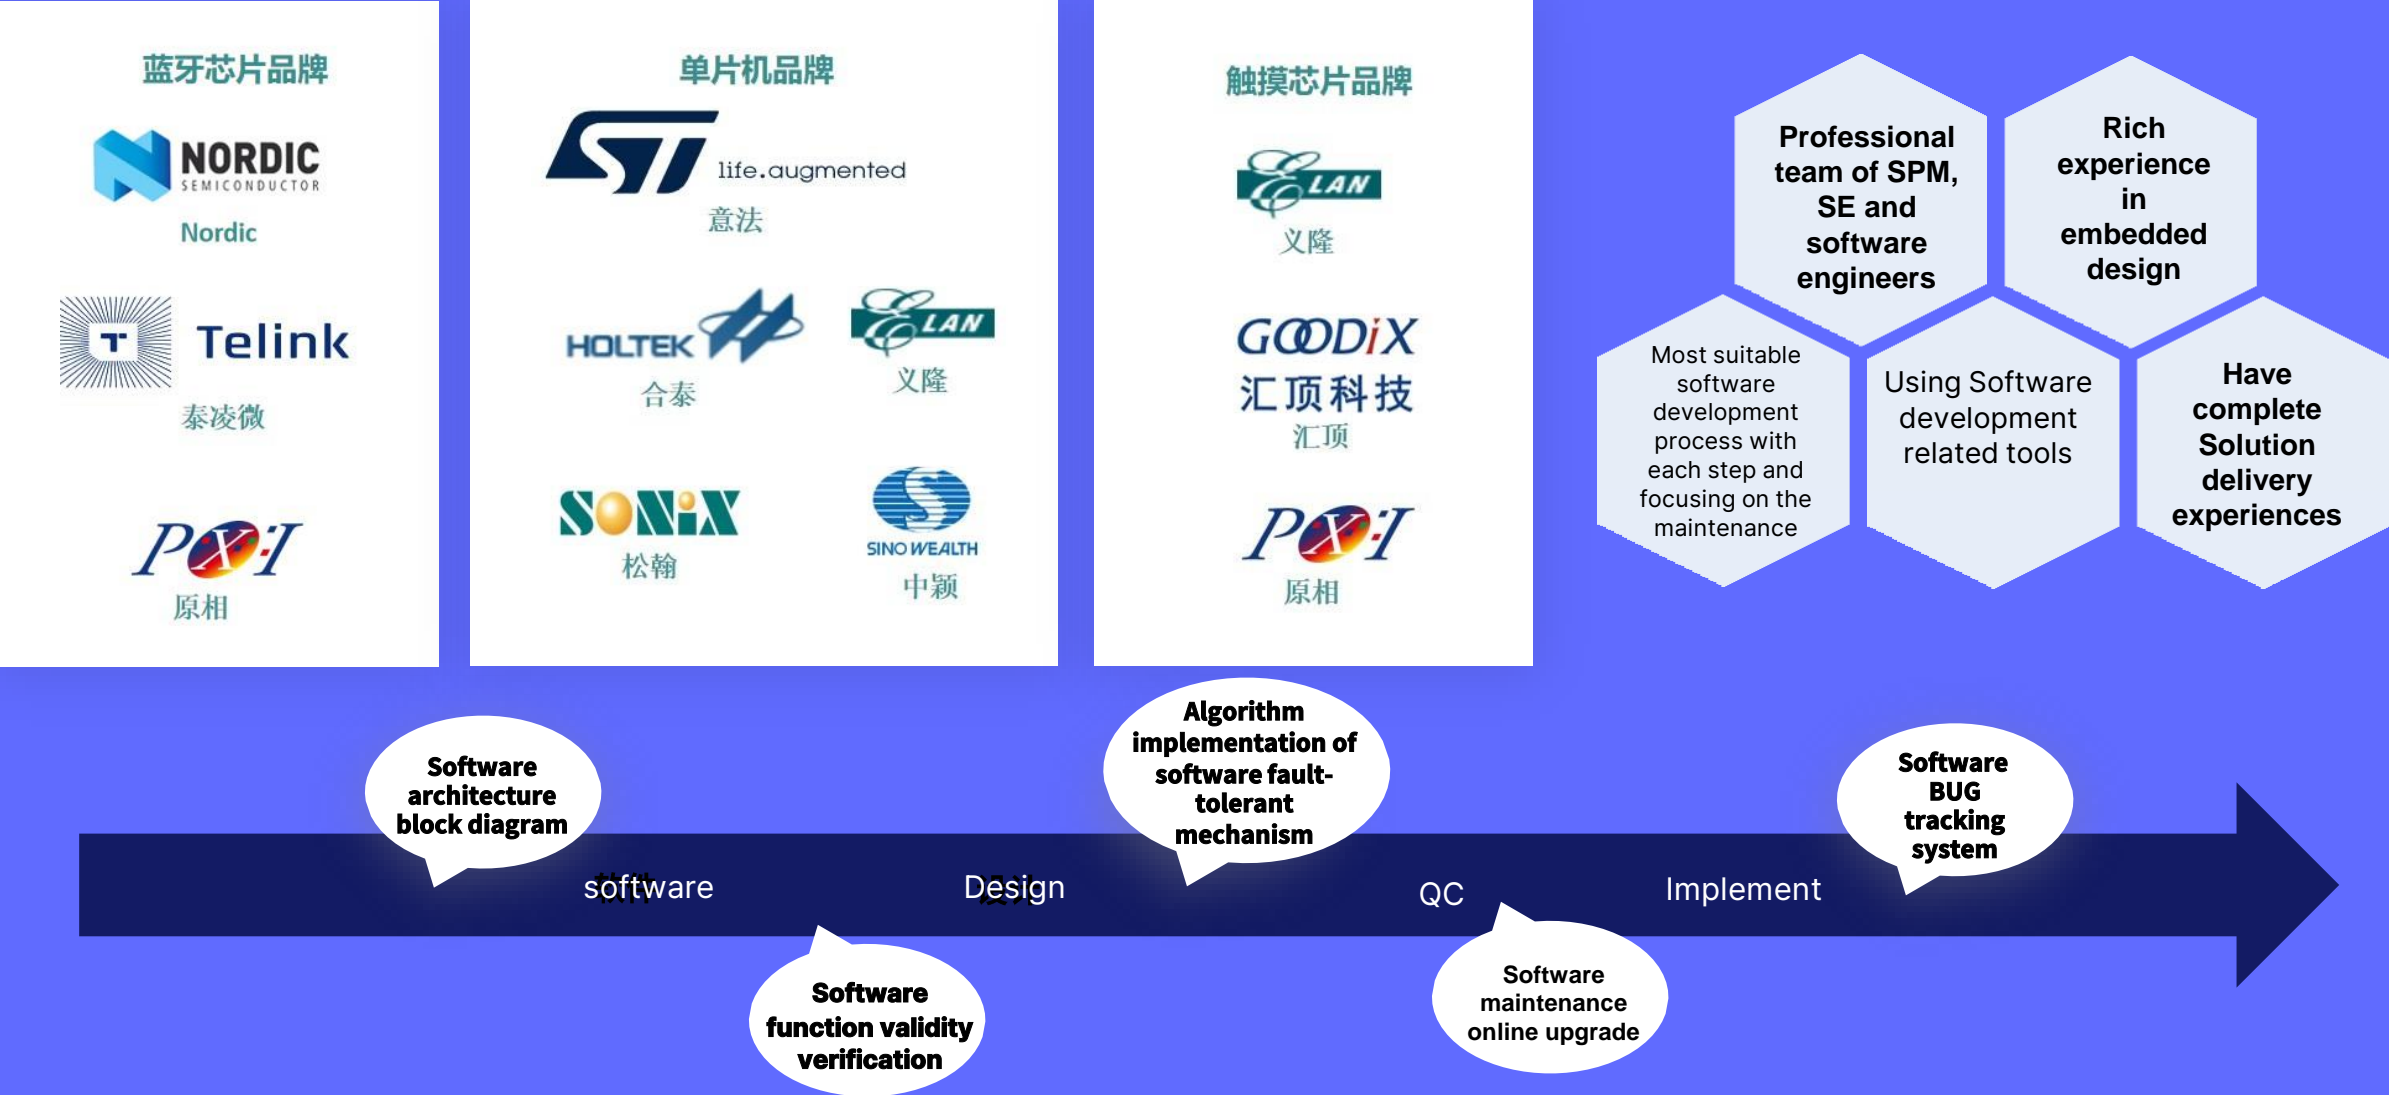 蓝牙芯片品牌
NORDIC
SEMICONDUCTOR
Nordic
Telink
泰凌微
PXI
原相
单片机品牌
ST
life.augmented
意法
HOLTEK
合泰
ELAN
义隆
SONiX
松翰
SINO WEALTH
中颖
触摸芯片品牌
ELAN
义隆
GOODiX
汇顶科技
汇顶
PXI
原相
Professional
team of SPM,
SE and
software
engineers
Rich
experience
in
embedded
design
Most suitable
software
development
process with
each step and
focusing on the
maintenance
Using Software
development
related tools
Have
complete
Solution
delivery
experiences
Software
architecture
block diagram
Algorithm
implementation of
software fault-
tolerant
mechanism
Software
BUG
tracking
system
软件
software
设计
Design
QC
Implement
Software
function validity
verification
Software
maintenance
online upgrade